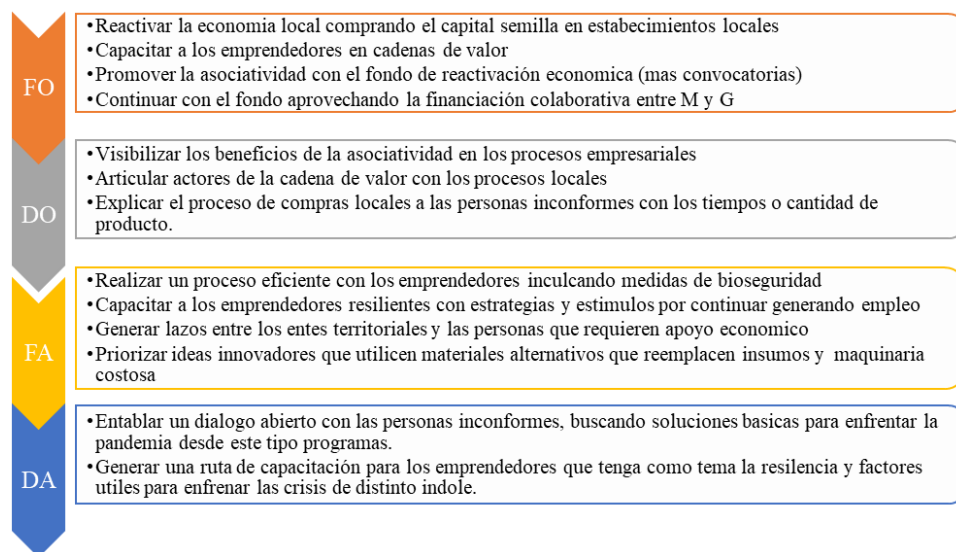 FO
•Reactivar la economía local comprando el capital semilla en establecimientos locales
•Capacitar a los emprendedores en cadenas de valor
•Promover la asociatividad con el fondo de reactivación economica (mas convocatorias)
•Continuar con el fondo aprovechando la financiación colaborativa entre M y G
DO
•Visibilizar los beneficios de la asociatividad en los procesos empresariales
•Articular actores de la cadena de valor con los procesos locales
•Explicar el proceso de compras locales a las personas inconformes con los tiempos o cantidad de
producto.
FA
•Realizar un proceso eficiente con los emprendedores inculcando medidas de bioseguridad
•Capacitar a los emprendedores resilientes con estrategias y estimulos por continuar generando empleo
•Generar lazos entre los entes territoriales y las personas que requieren apoyo economico
•Priorizar ideas innovadores que utilicen materiales alternativos que reemplacen insumos y maquinaria
costosa
DA
•Entablar un dialogo abierto con las personas inconformes, buscando soluciones basicas para enfrentar la
pandemia desde este tipo programas.
•Generar una ruta de capacitación para los emprendedores que tenga como tema la resilencia y factores
utiles para enfrenar las crisis de distinto indole.